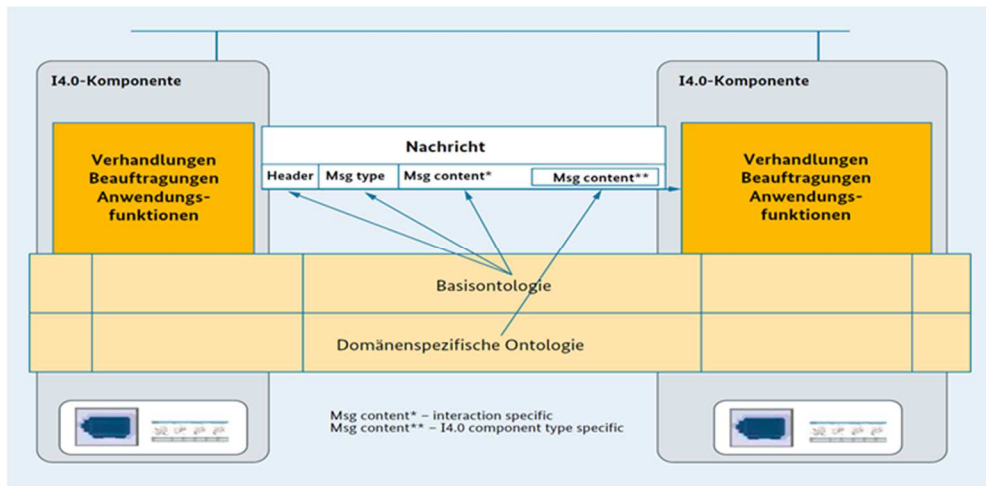 I4.0-Komponente
I4.0-Komponente
Verhandlungen
Beauftragungen
Anwendungs-
funktionen
Nachricht
Header Msg type Msg content* Msg content**
Verhandlungen
Beauftragungen
Anwendungs-
funktionen
Basisontologie
Domänenspezifische Ontologie
Msg content* – interaction specific
Msg content** – I4.0 component type specific